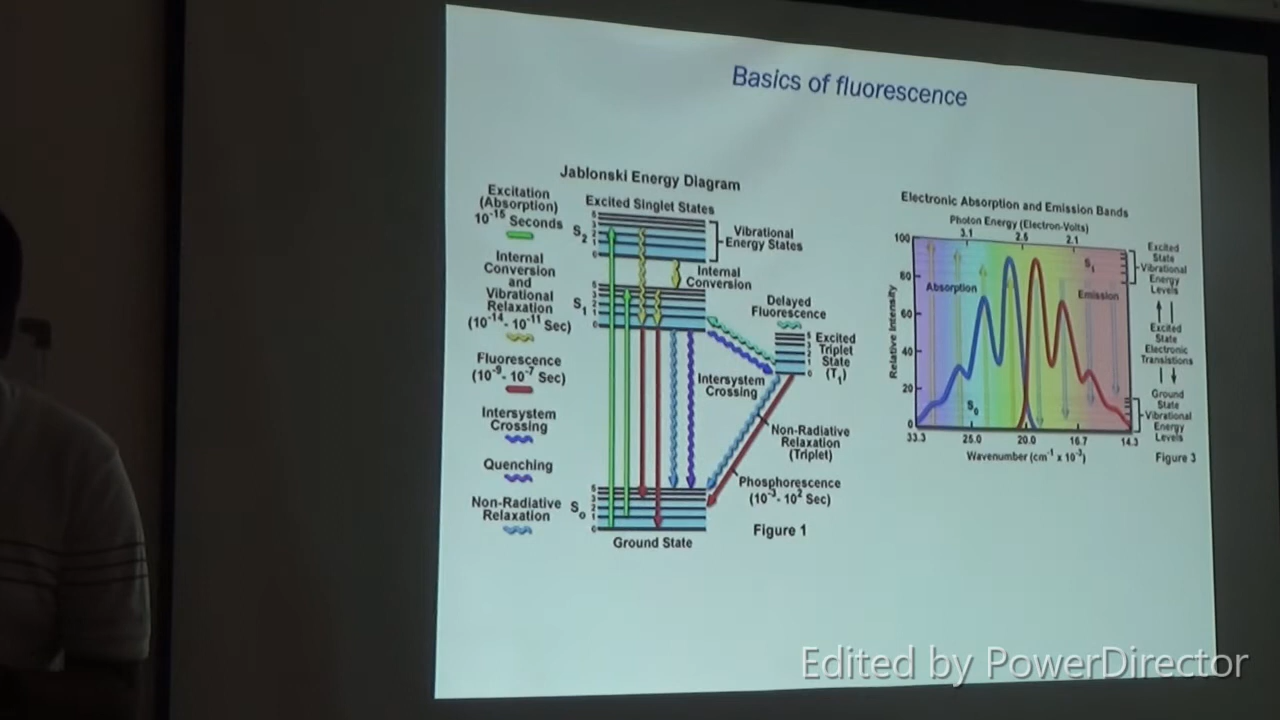 Basics of fluorescence
Jablonski Energy Diagram
Excitation
(Absorption)
10⁻¹⁵ Seconds
Internal
Conversion
and
Vibrational
Relaxation
(10⁻¹⁴- 10⁻¹¹ Sec)
Fluorescence
(10⁻⁹- 10⁻⁷ Sec)
Intersystem
Crossing
Quenching
Non-Radiative
Relaxation
Excited Singlet States
S₂
Vibrational
Energy States
Internal
Conversion
S₁
Delayed
Fluorescence
Excited
Triplet
State
(T₁)
Intersystem
Crossing
Non-Radiative
Relaxation
(Triplet)
Phosphorescence
(10⁻³- 10² Sec)
S₀
Figure 1
Ground State
Electronic Absorption and Emission Bands
Photon Energy (Electron-Volts)
3.1 2.5 2.1
100
80
60
40
20
0
Relative Intensity
Absorption
Emission
S₁
S₀
33.3 25.0 20.0 16.7 14.3
Wavenumber (cm⁻¹ x 10⁻³)
Excited
State
Vibrational
Energy
Levels
Excited
State
Electronic
Transistions
Ground
State
Vibrational
Energy
Levels
Figure 3
Edited by PowerDirector